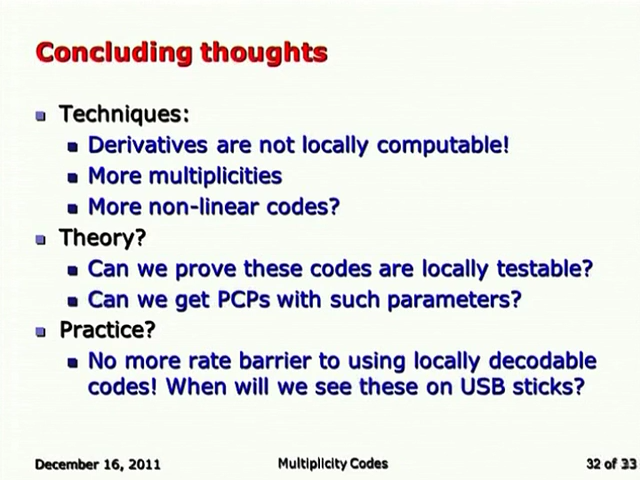 Concluding thoughts
Techniques:
Derivatives are not locally computable!
More multiplicities
More non-linear codes?
Theory?
Can we prove these codes are locally testable?
Can we get PCPs with such parameters?
Practice?
No more rate barrier to using locally decodable
codes! When will we see these on USB sticks?
December 16, 2011
Multiplicity Codes
32 of 33